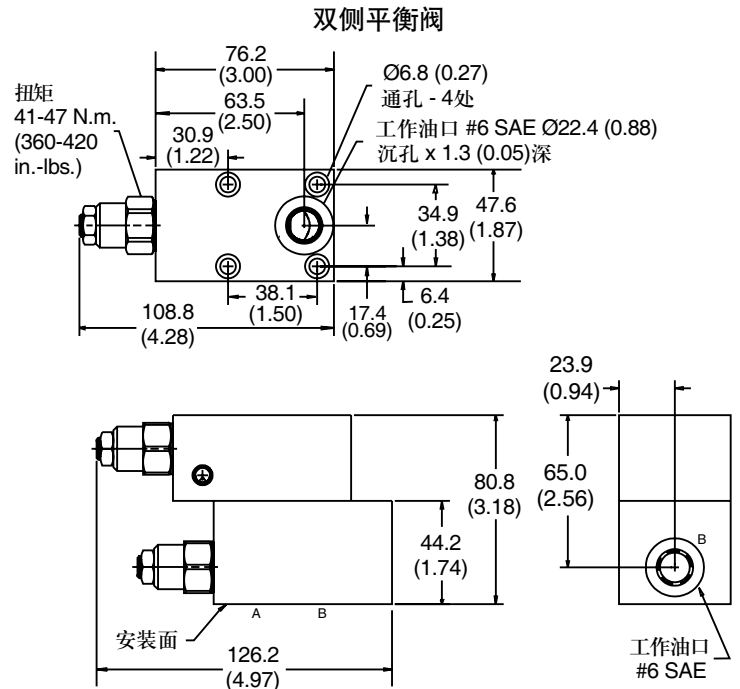 双侧平衡阀
76.2
(3.00)
63.5
(2.50)
30.9
(1.22)
扭矩
41-47 N.m.
(360-420
in.-lbs.)
Ø6.8 (0.27)
通孔 - 4处
工作油口 #6 SAE Ø22.4 (0.88)
沉孔 x 1.3 (0.05)深
34.9
(1.38)
47.6
(1.87)
38.1
(1.50)
17.4
(0.69)
6.4
(0.25)
108.8
(4.28)
23.9
(0.94)
80.8
(3.18)
65.0
(2.56)
44.2
(1.74)
B
A
B
安装面
126.2
(4.97)
工作油口
#6 SAE